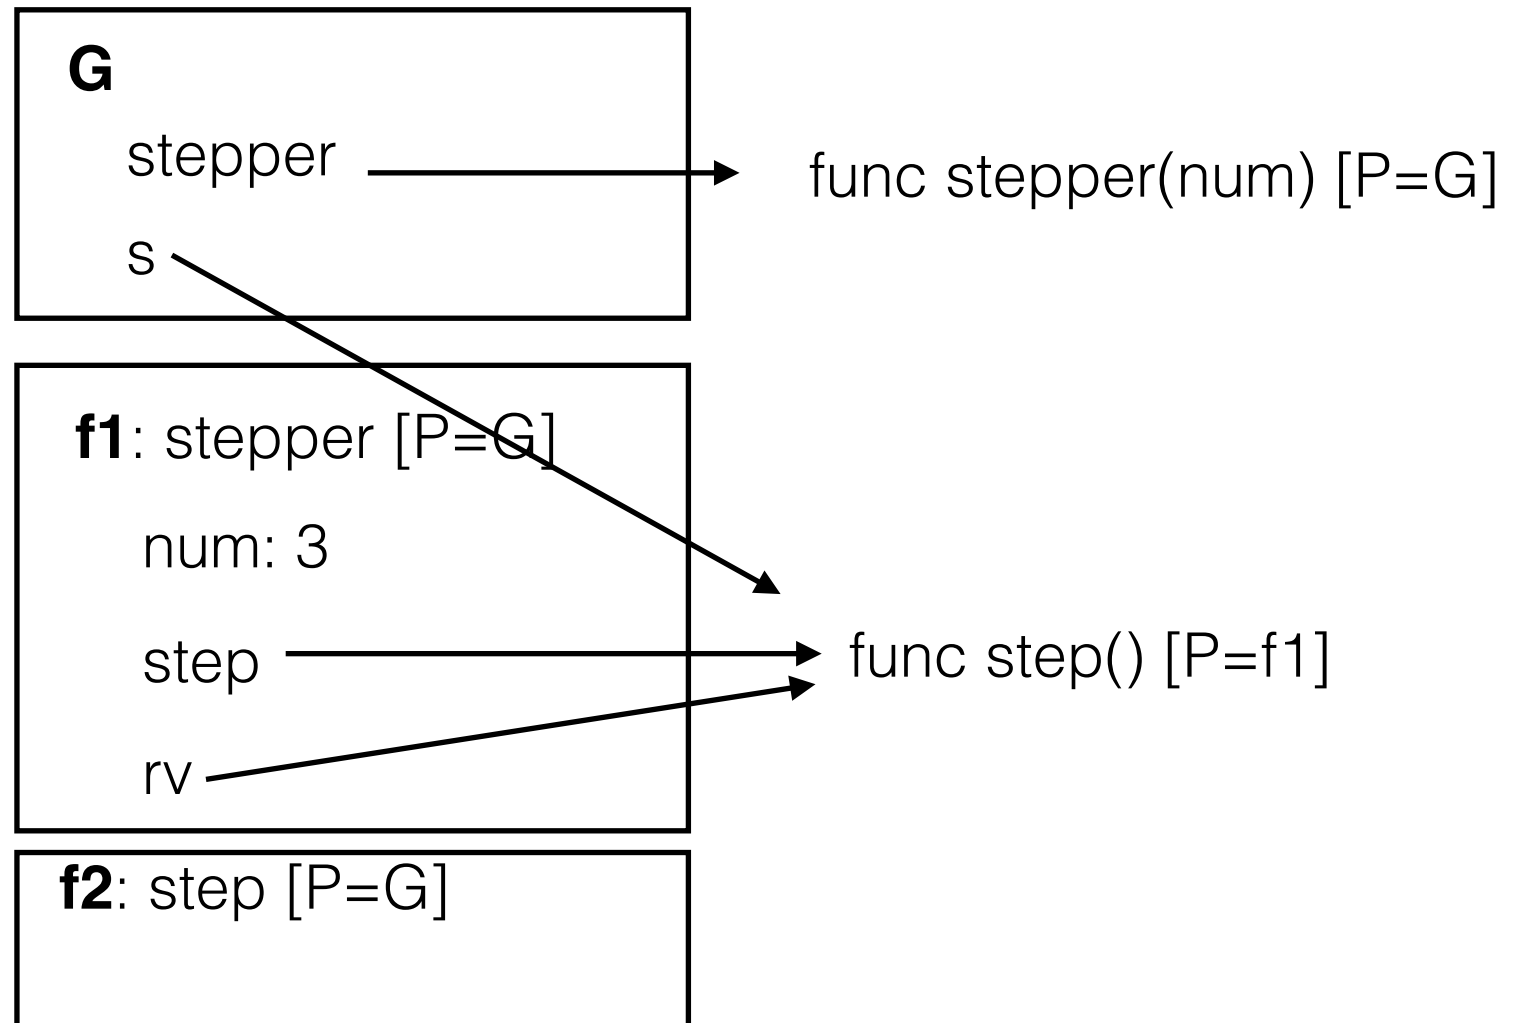 G
stepper
func stepper(num) [P=G]
s
f1: stepper [P=G]
num: 3
step
func step() [P=f1]
rv
f2: step [P=G]